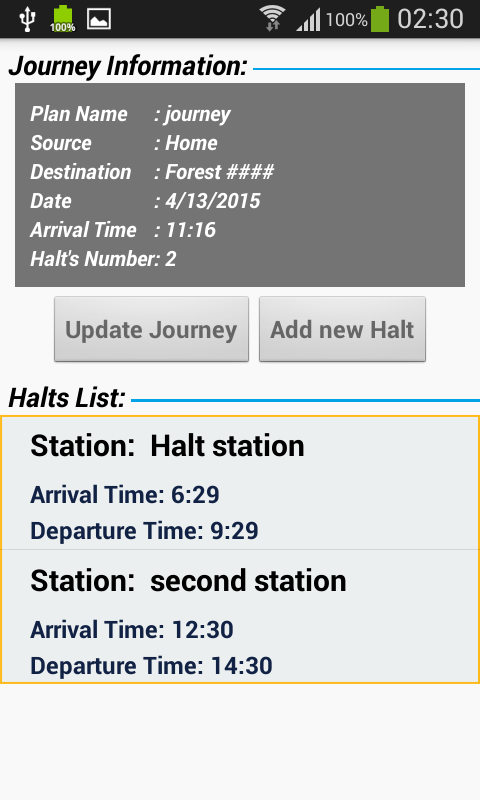 100% 100% 02:30
Journey Information:
Plan Name : journey
Source : Home
Destination : Forest ####
Date : 4/13/2015
Arrival Time : 11:16
Halt's Number: 2
Update Journey Add new Halt
Halts List:
Station: Halt station
Arrival Time: 6:29
Departure Time: 9:29
Station: second station
Arrival Time: 12:30
Departure Time: 14:30